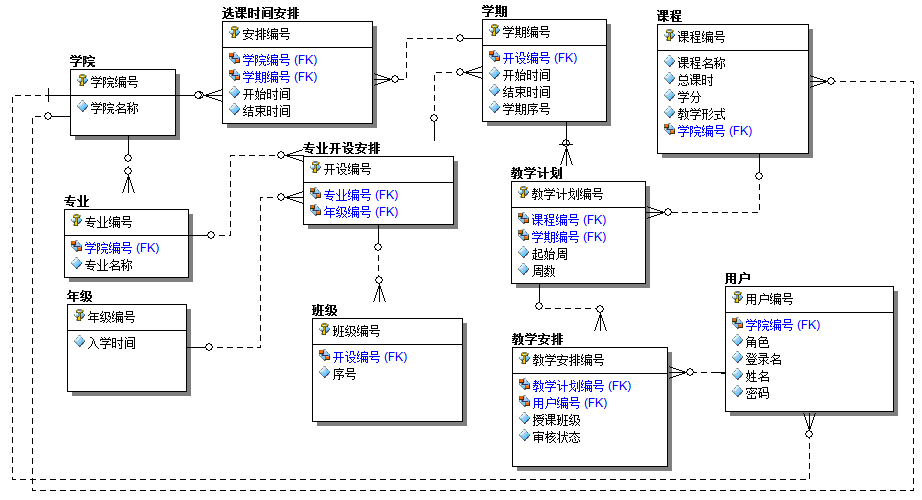 选课时间安排
安排编号
学院编号 (FK)
学期编号 (FK)
开始时间
结束时间
学期
学期编号
开设编号 (FK)
开始时间
结束时间
学期序号
课程
课程编号
课程名称
总课时
学分
教学形式
学院编号 (FK)
学院
学院编号
学院名称
专业开设安排
开设编号
专业编号 (FK)
年级编号 (FK)
教学计划
教学计划编号
课程编号 (FK)
学期编号 (FK)
起始周
周数
专业
专业编号
学院编号 (FK)
专业名称
年级
年级编号
入学时间
班级
班级编号
开设编号 (FK)
序号
用户
用户编号
学院编号 (FK)
角色
登录名
姓名
密码
教学安排
教学安排编号
教学计划编号 (FK)
用户编号 (FK)
授课班级
审核状态